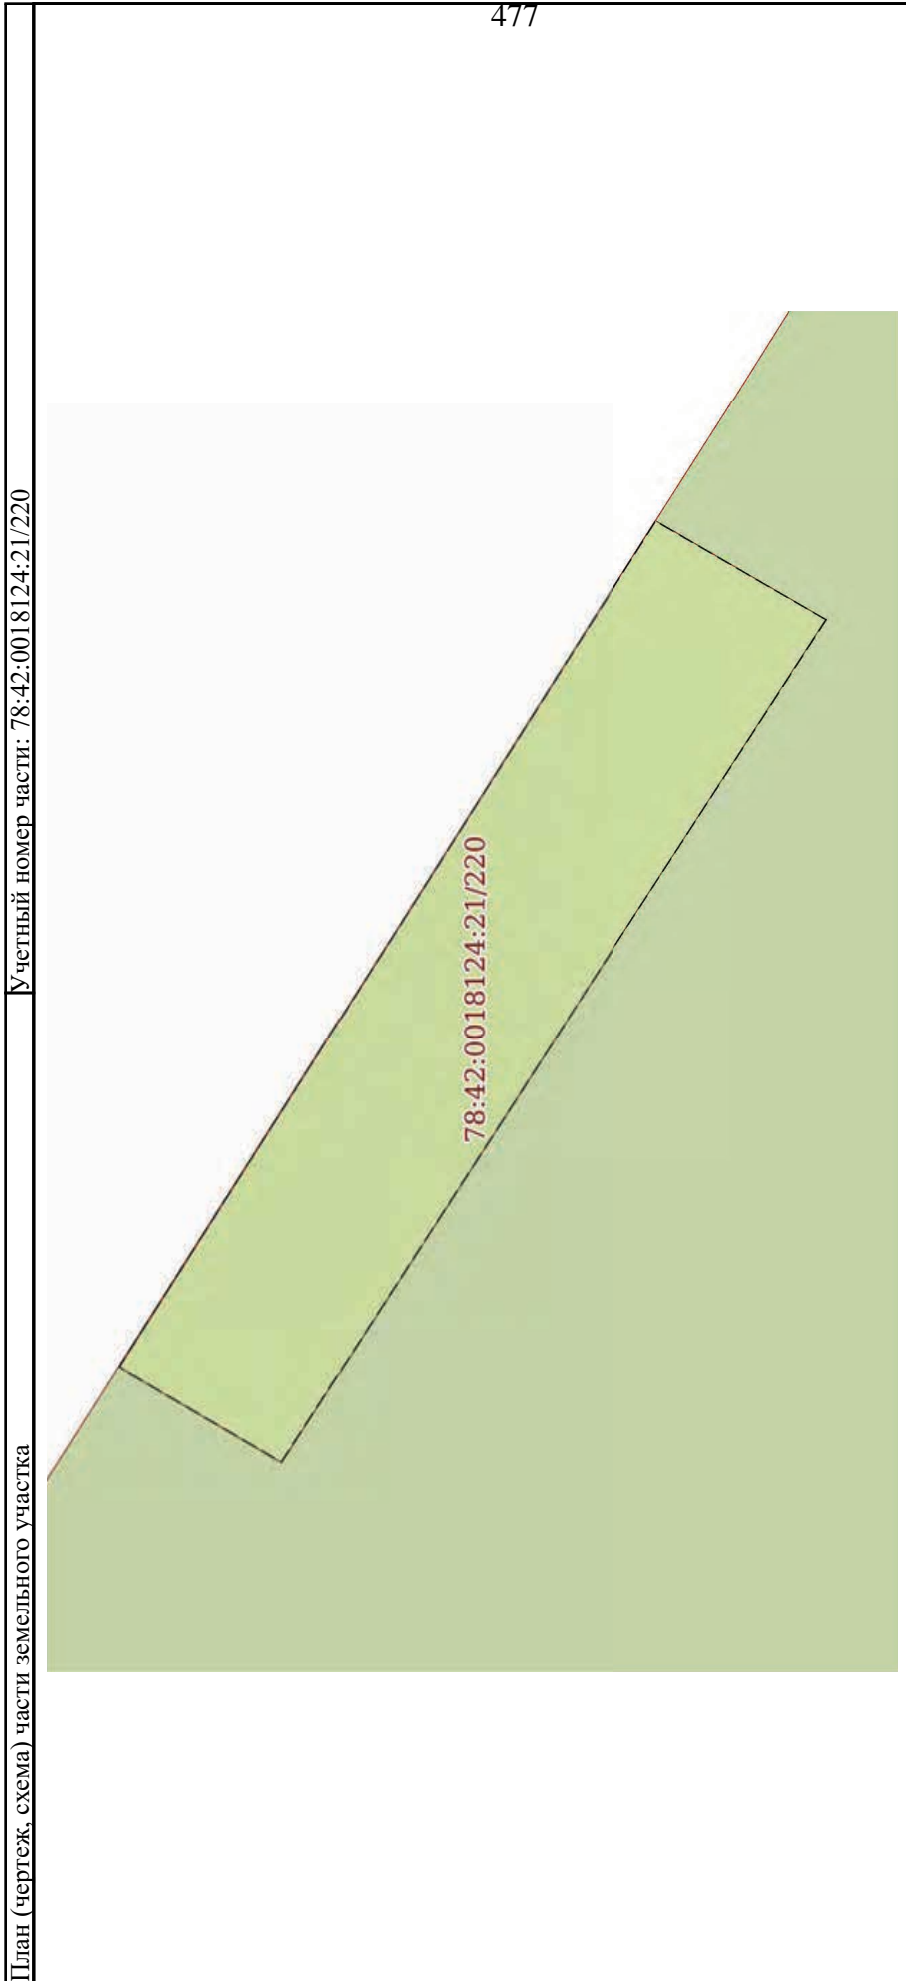 477
План (чертеж, схема) части земельного участка
Учетный номер части: 78:42:0018124:21/220
78:42:0018124:21/220